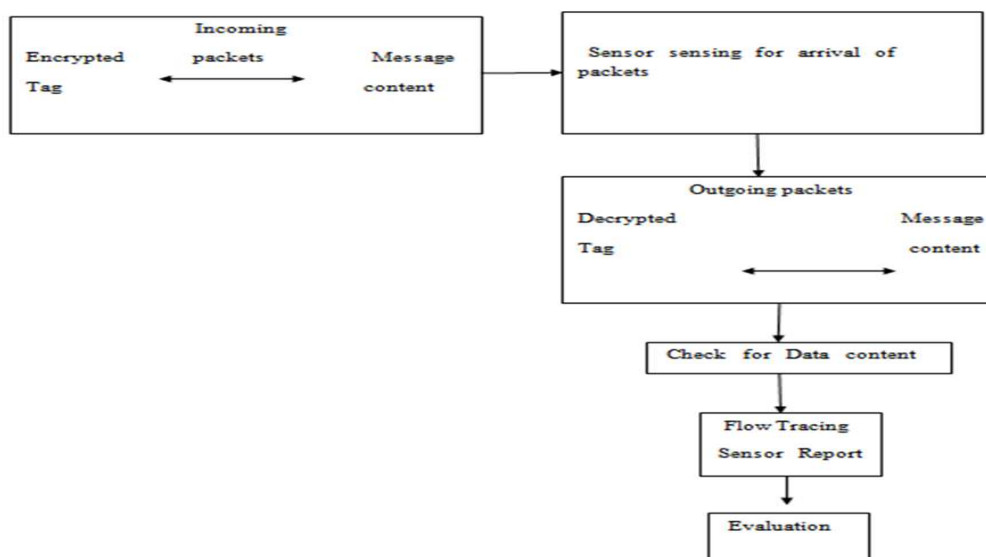 Incoming
Encrypted packets Message
Tag content
Sensor sensing for arrival of
packets
Outgoing packets
Decrypted Message
Tag content
Check for Data content
Flow Tracing
Sensor Report
Evaluation